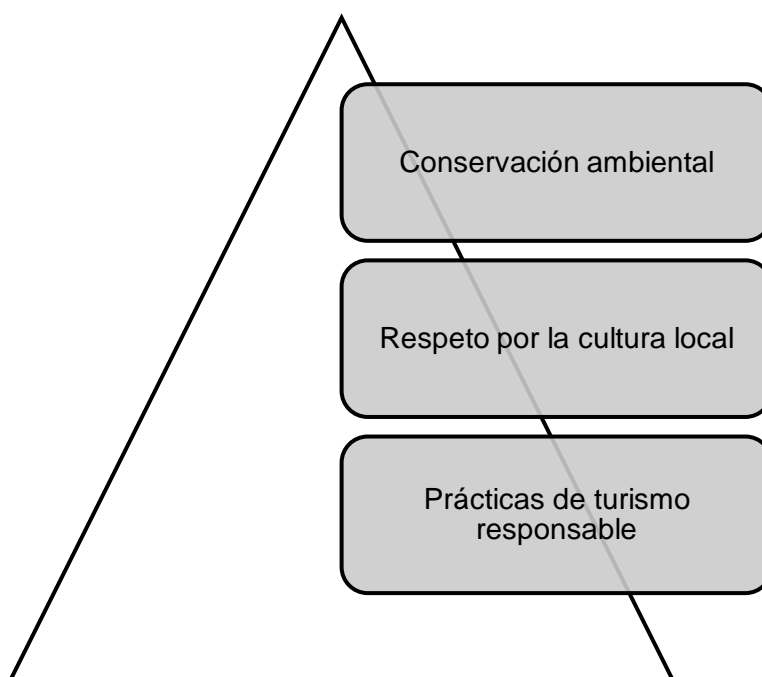 Conservación ambiental
Respeto por la cultura local
Prácticas de turismo
responsable